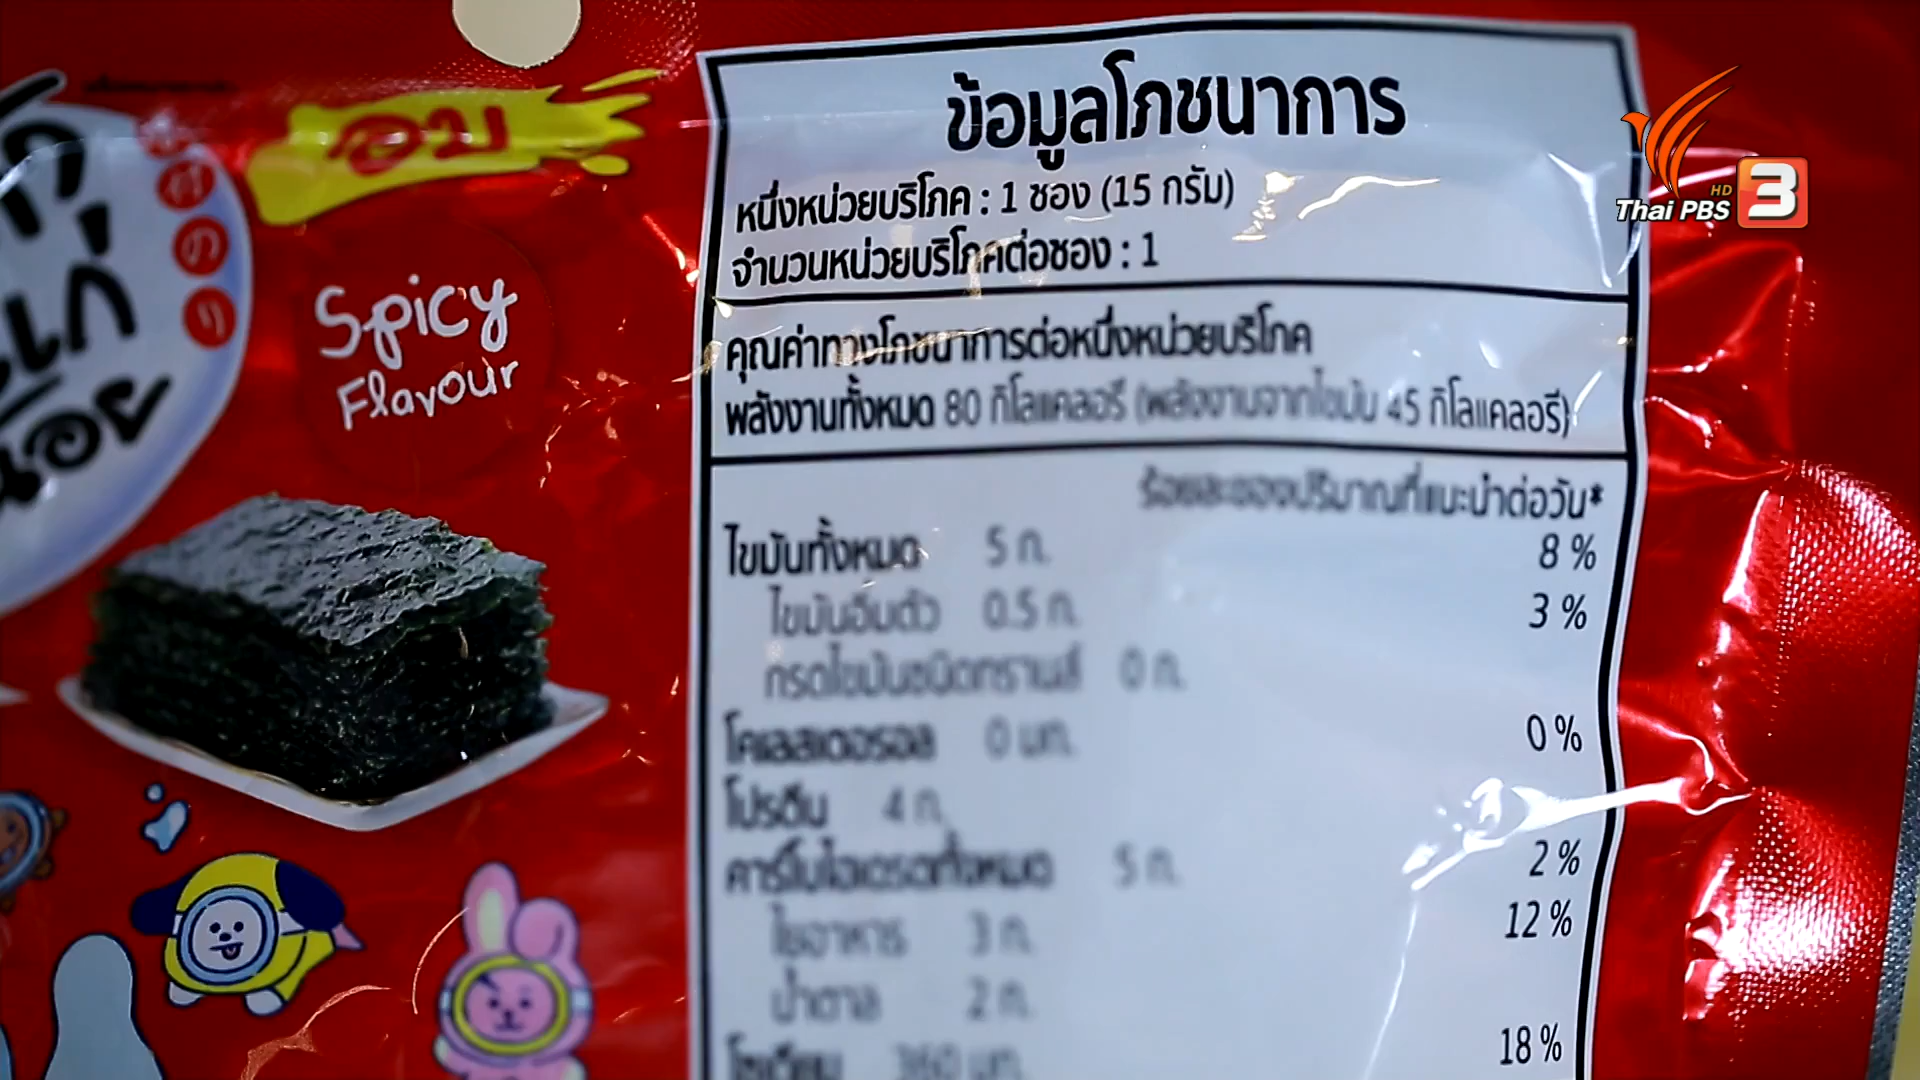 อบ
Spicy
Flavour
ข้อมูลโภชนาการ
หนึ่งหน่วยบริโภค : 1 ซอง (15 กรัม)
จำนวนหน่วยบริโภคต่อซอง : 1
คุณค่าทางโภชนาการต่อหนึ่งหน่วยบริโภค
พลังงานทั้งหมด 80 กิโลแคลอรี (พลังงานจากไขมัน 45 กิโลแคลอรี)
ร้อยละของปริมาณที่แนะนำต่อวัน*
ไขมันทั้งหมด 5 ก. 8 %
ไขมันอิ่มตัว 0.5 ก. 3 %
กรดไขมันชนิดทรานส์ 0 ก.
โคเลสเตอรอล 0 มก. 0 %
โปรตีน 4 ก.
คาร์โบไฮเดรตทั้งหมด 5 ก. 2 %
ใยอาหาร 3 ก. 12 %
น้ำตาล 2 ก.
โซเดียม 360 มก. 18 %
HD
Thai PBS 3